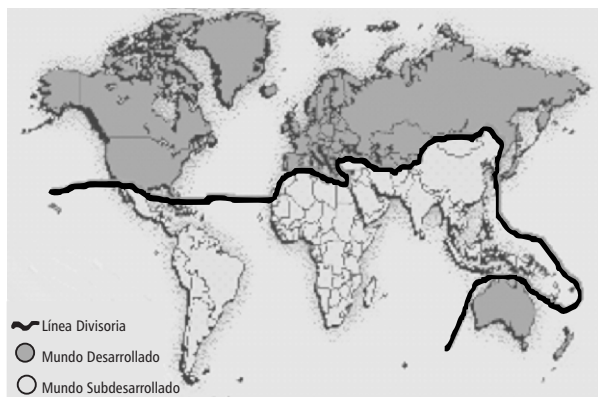 Línea Divisoria
Mundo Desarrollado
Mundo Subdesarrollado